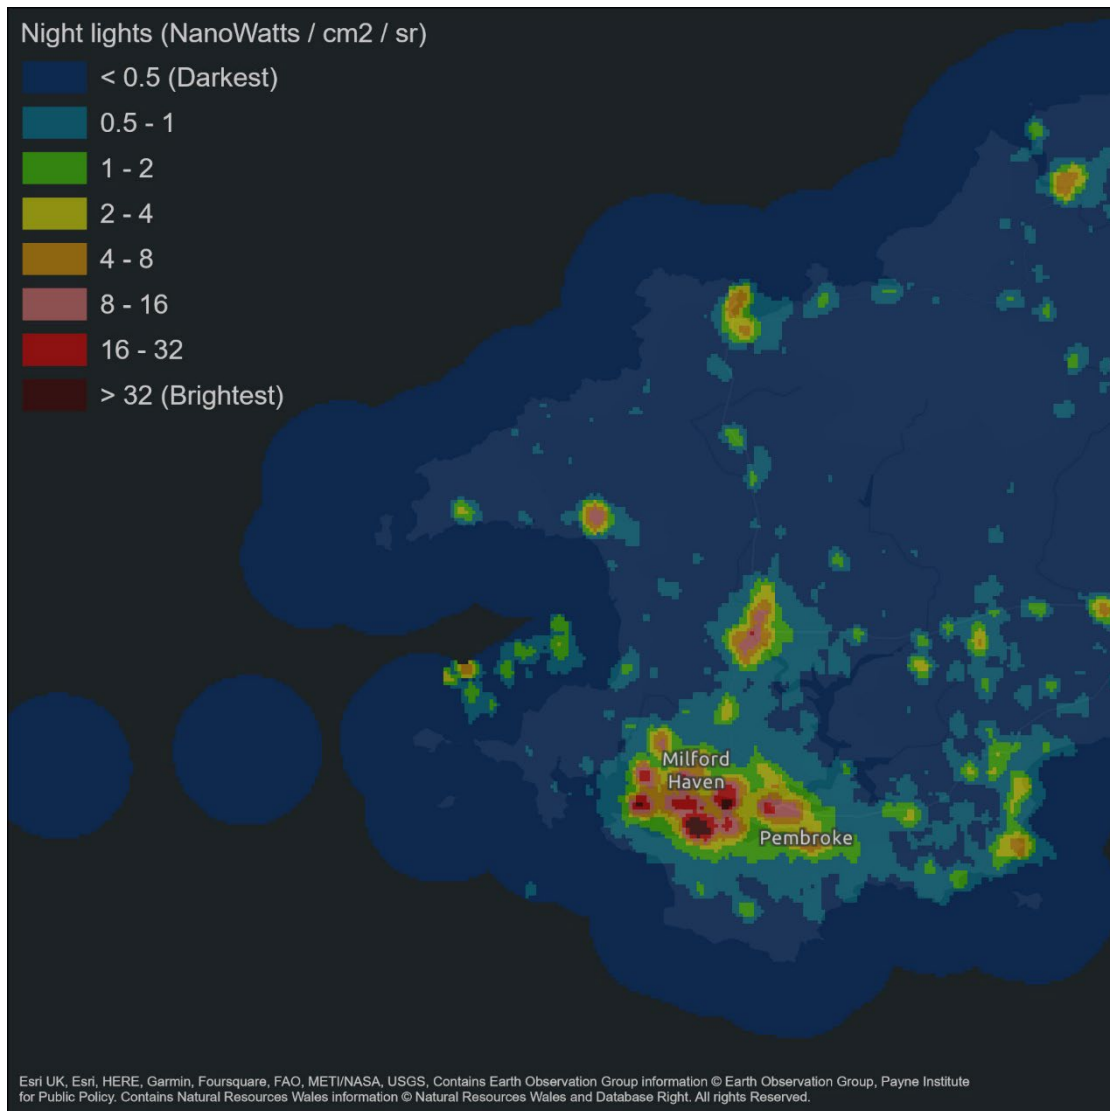 Night lights (NanoWatts / cm2 / sr)
< 0.5 (Darkest)
0.5 - 1
1 - 2
2 - 4
4 - 8
8 - 16
16 - 32
> 32 (Brightest)
Milford
Haven
Pembroke
Esri UK, Esri, HERE, Garmin, Foursquare, FAO, METI/NASA, USGS, Contains Earth Observation Group information © Earth Observation Group, Payne Institute
for Public Policy. Contains Natural Resources Wales information © Natural Resources Wales and Database Right. All rights Reserved.